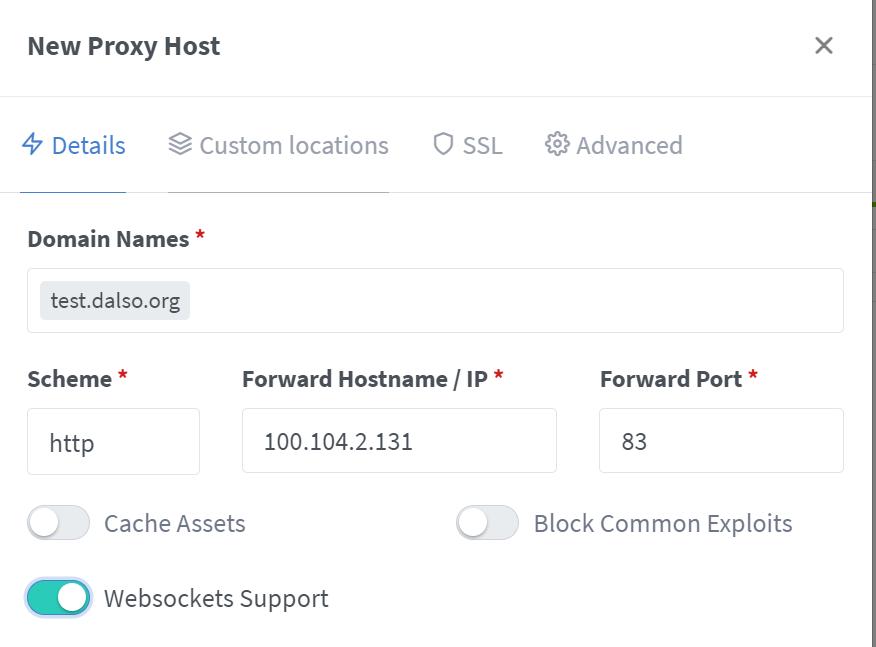 New Proxy Host
Details Custom locations SSL Advanced
Domain Names *
test.dalso.org
Scheme * Forward Hostname / IP * Forward Port *
http 100.104.2.131 83
Cache Assets Block Common Exploits
Websockets Support